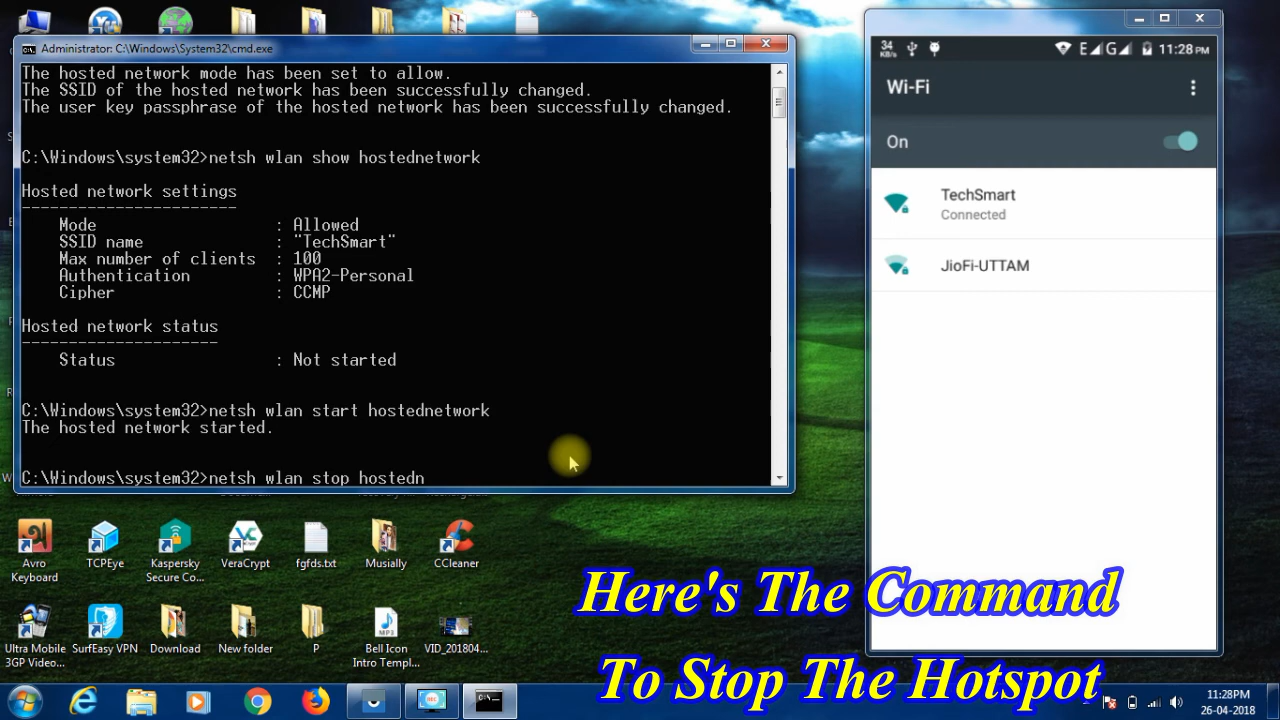 Administrator: C:\Windows\System32\cmd.exe
The hosted network mode has been set to allow.
The SSID of the hosted network has been successfully changed.
The user key passphrase of the hosted network has been successfully changed.
C:\Windows\system32>netsh wlan show hostednetwork
Hosted network settings
-----------------------
Mode : Allowed
SSID name : "TechSmart"
Max number of clients : 100
Authentication : WPA2-Personal
Cipher : CCMP
Hosted network status
---------------------
Status : Not started
C:\Windows\system32>netsh wlan start hostednetwork
The hosted network started.
C:\Windows\system32>netsh wlan stop hostedn
34 KB/s E G 11:28 PM
Wi-Fi
On
TechSmart
Connected
JioFi-UTTAM
Avro Keyboard
TCPEye
Kaspersky Secure Co...
VeraCrypt
fgfds.txt
Musially
CCleaner
Ultra Mobile 3GP Video...
SurfEasy VPN
Download
New folder
P
MP3
Bell Icon Intro Templ...
VID_201804...
Here's The Command
To Stop The Hotspot
REC
C:\_
11:28PM
26-04-2018